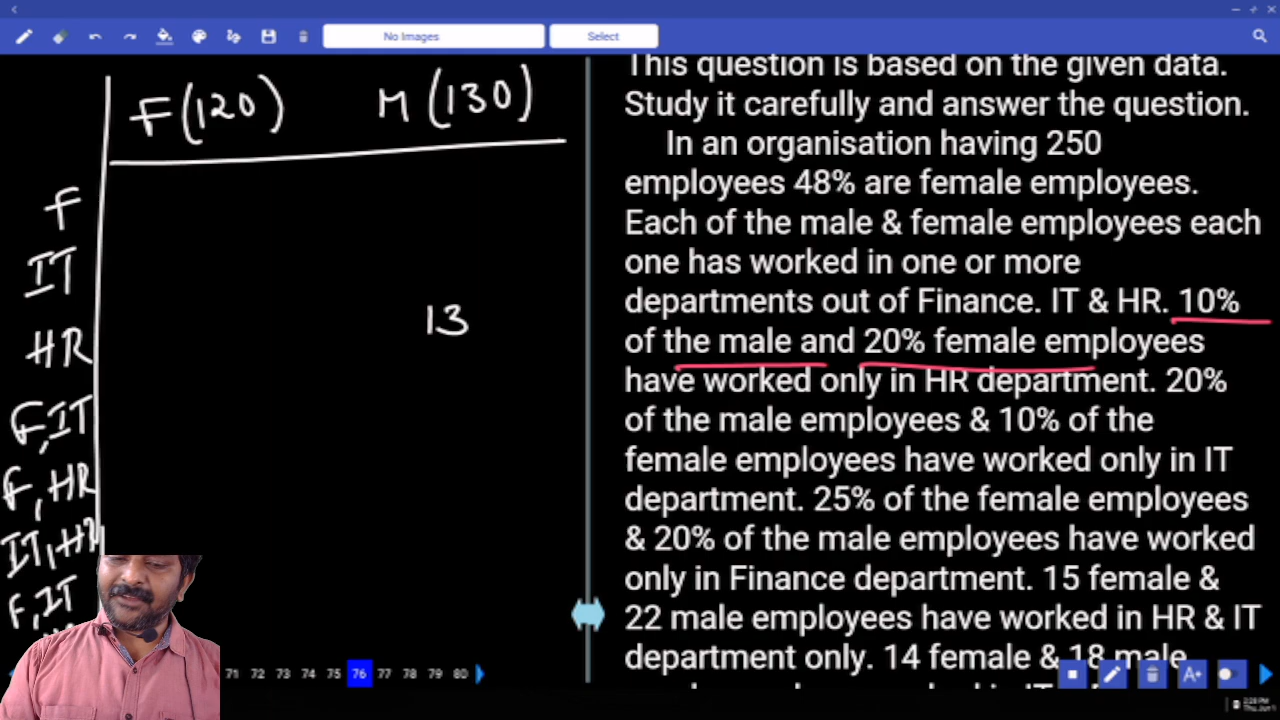 No Images
Select
F(120)
M (130)
F
IT
HR
13
F,IT
F,HR
IT,HR
F,IT
This question is based on the given data.
Study it carefully and answer the question.
In an organisation having 250
employees 48% are female employees.
Each of the male & female employees each
one has worked in one or more
departments out of Finance. IT & HR. 10%
of the male and 20% female employees
have worked only in HR department. 20%
of the male employees & 10% of the
female employees have worked only in IT
department. 25% of the female employees
& 20% of the male employees have worked
only in Finance department. 15 female &
22 male employees have worked in HR & IT
department only. 14 female & 18 male
71 72 73 74 75 76 77 78 79 80
A+